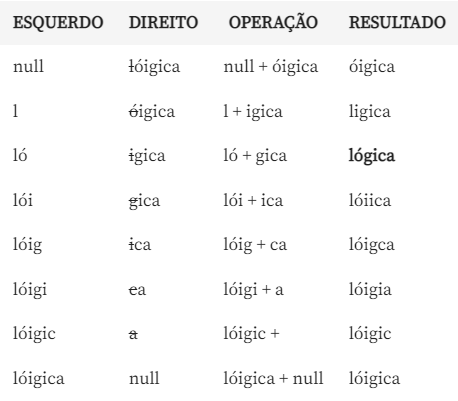 ESQUERDO DIREITO OPERAÇÃO RESULTADO
null lóigica null + óigica óigica
l óigica l + igica ligica
ló igica ló + gica lógica
lói gica lói + ica lóiica
lóig ica lóig + ca lóigca
lóigi ca lóigi + a lóigia
lóigic a lóigic + lóigic
lóigica null lóigica + null lóigica